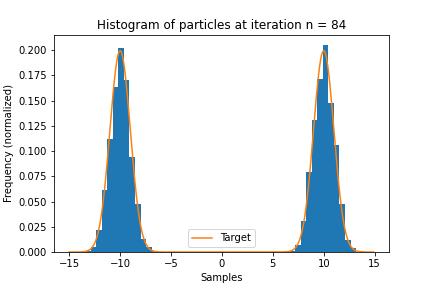 Histogram of particles at iteration n = 84
Frequency (normalized)
0.200
0.175
0.150
0.125
0.100
0.075
0.050
0.025
0.000
Target
−15 −10 −5 0 5 10 15
Samples